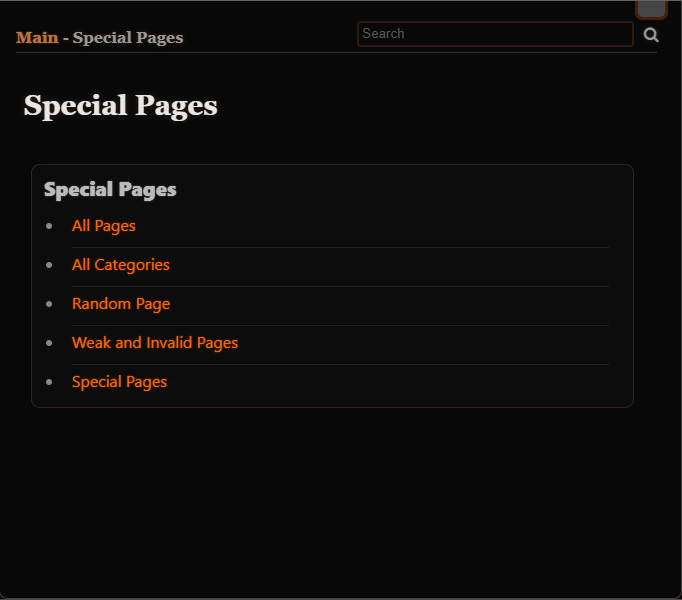 Main - Special Pages
Search
Special Pages
Special Pages
All Pages
All Categories
Random Page
Weak and Invalid Pages
Special Pages